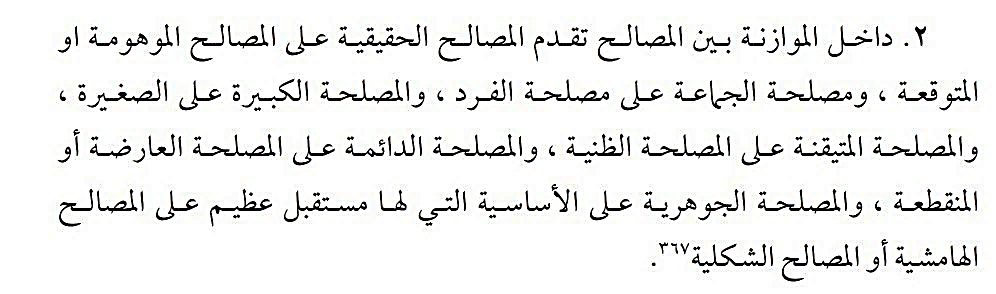 ٢. داخل الموازنة بين المصالح تقدم المصالح الحقيقية على المصالح الموهومة او
المتوقعة ، ومصلحة الجماعة على مصلحة الفرد ، والمصلحة الكبيرة على الصغيرة ،
والمصلحة المتيقنة على المصلحة الظنية ، والمصلحة الدائمة على المصلحة العارضة أو
المنقطعة ، والمصلحة الجوهرية على الأساسية التي لها مستقبل عظيم على المصالح
الهامشية أو المصالح الشكلية٣٦٧.